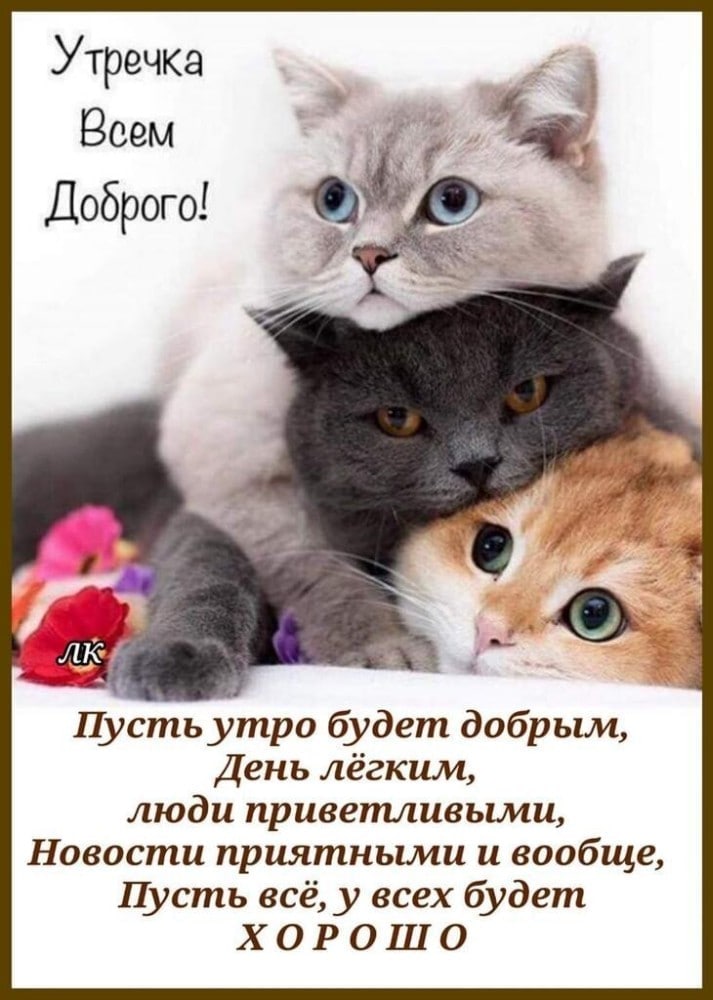 Утречка
Всем
Доброго!
ЛК
Пусть утро будет добрым,
День лёгким,
люди приветливыми,
Новости приятными и вообще,
Пусть всё, у всех будет
Х О Р О Ш О